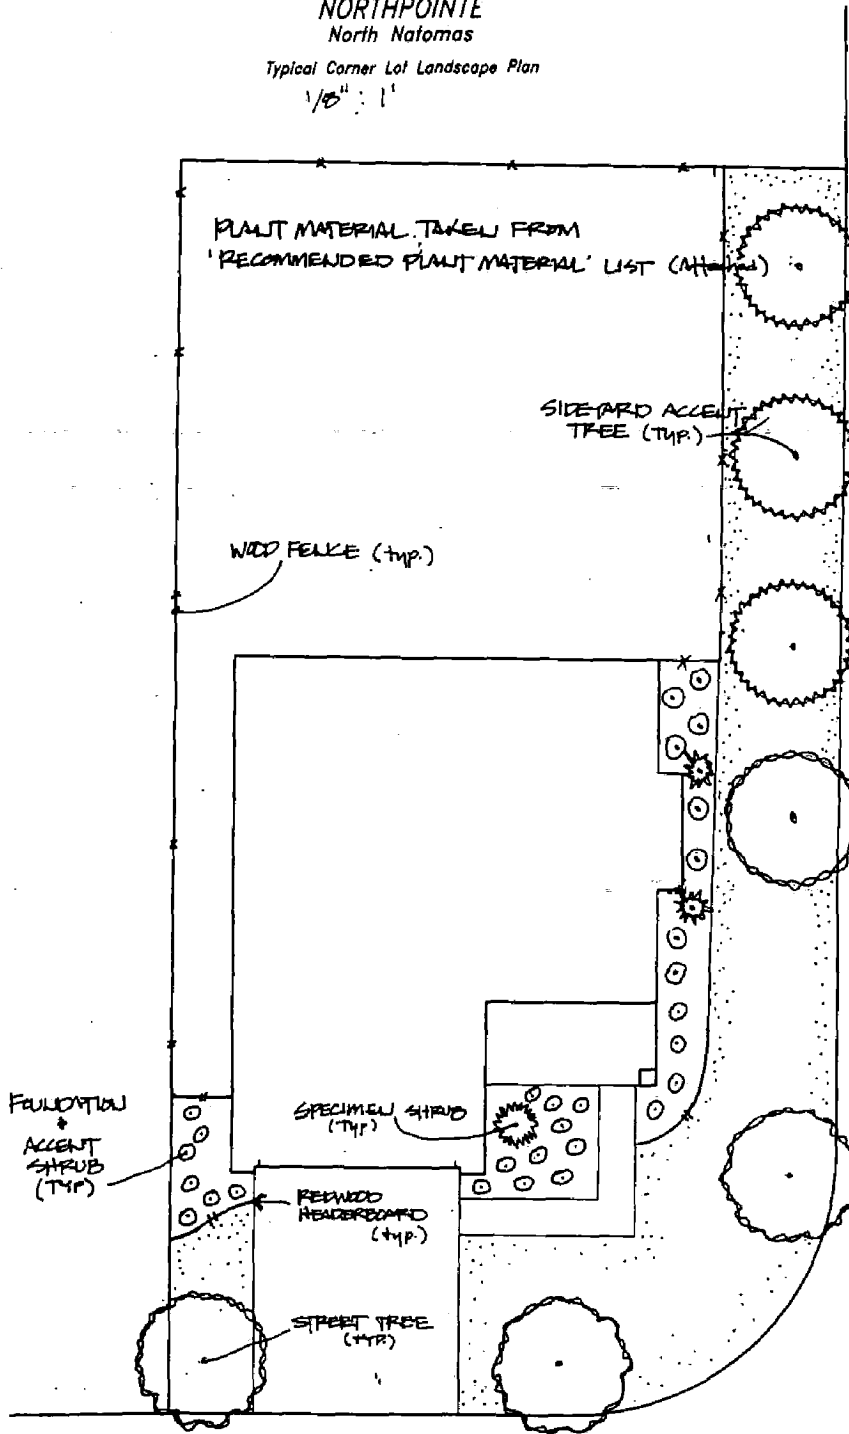 NORTHPOINTE
North Natomas
Typical Corner Lot Landscape Plan
1/8" : 1'
PLANT MATERIAL TAKEN FROM
'RECOMMENDED PLANT MATERIAL' LIST (Attached)
SIDEYARD ACCENT
TREE (TYP.)
WOOD FENCE (typ.)
FOUNDATION
+
ACCENT
SHRUB
(TYP)
SPECIMEN SHRUB
(TYP)
REDWOOD
HEADERBOARD
(typ.)
STREET TREE
(TYP.)